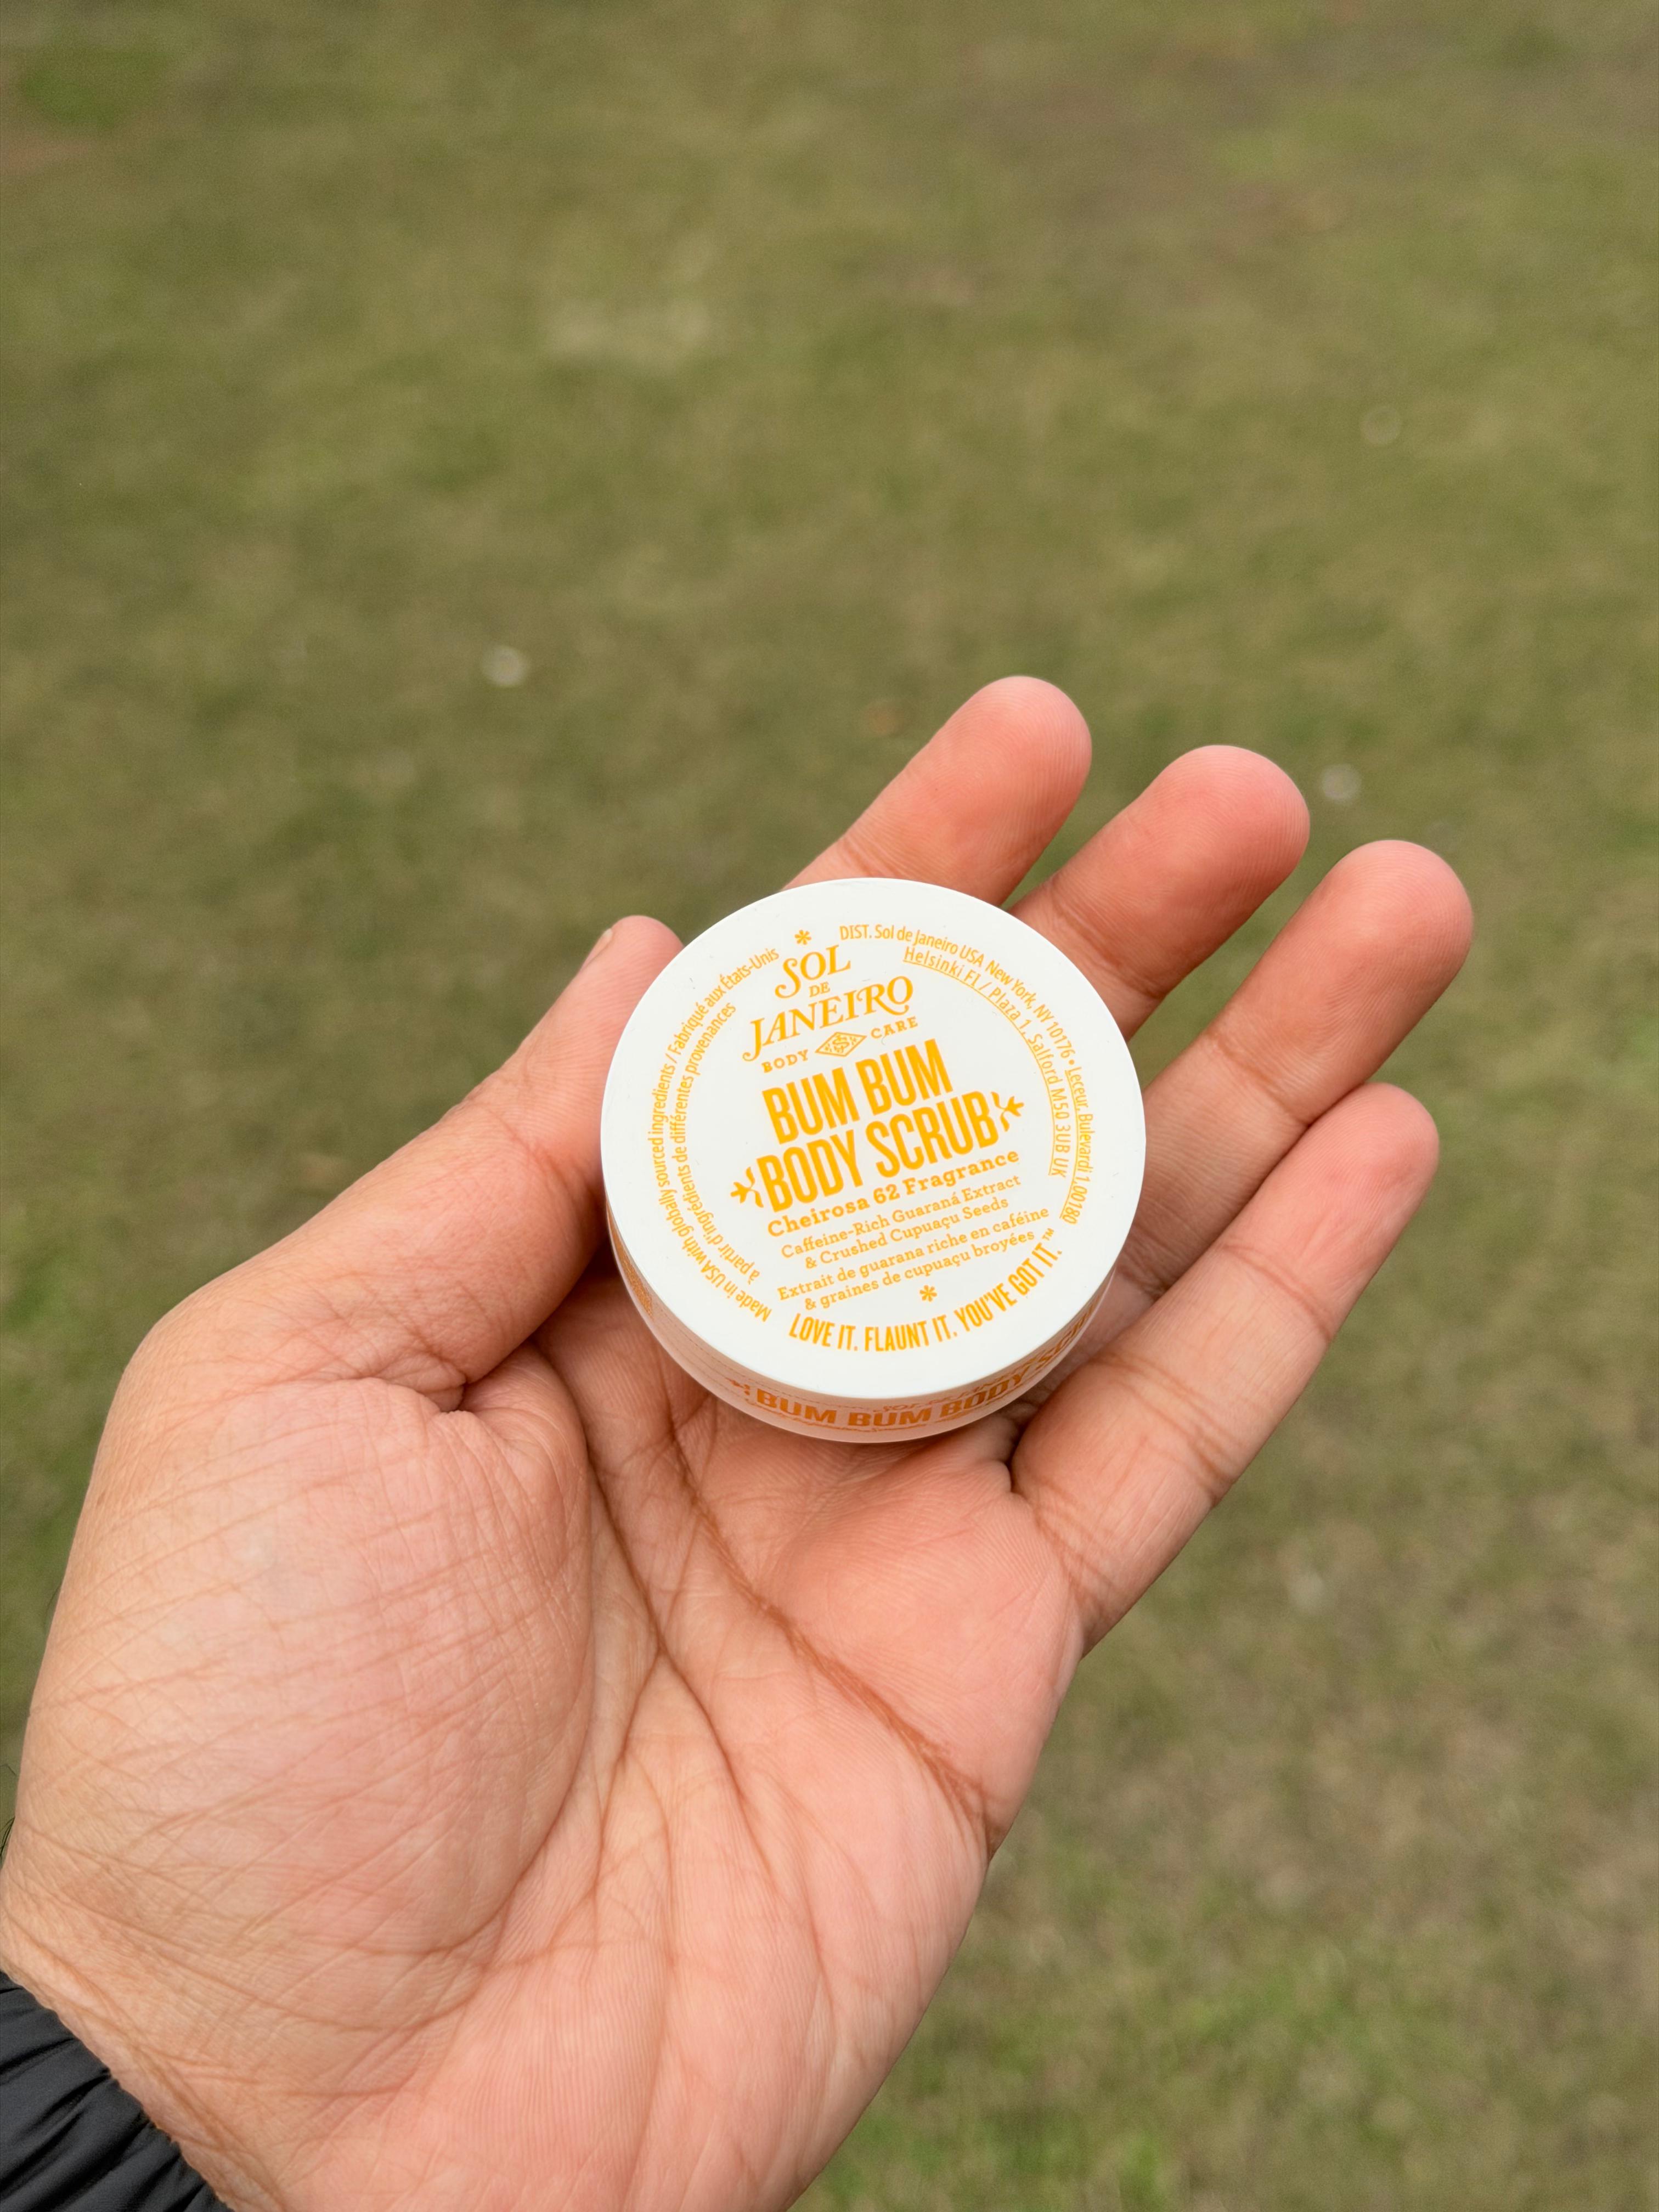 SOL
DE
JANEIRO
BODY CARE
BUM BUM
BODY SCRUB
Cheirosa 62 Fragrance
Caffeine-Rich Guaraná Extract
& Crushed Cupuaçu Seeds
Extrait de guarana riche en caféine
& graines de cupuaçu broyées
LOVE IT. FLAUNT IT. YOU'VE GOT IT.™
Made in USA with globally sourced ingredients / Fabriqué aux États-Unis
à partir d'ingrédients de différentes provenances
DIST. Sol de Janeiro USA New York, NY 10176 • Leceur, Bulevardi 1, 00180
Helsinki FI / Plaza 1, Salford M50 3UB UK
BUM BUM BODY